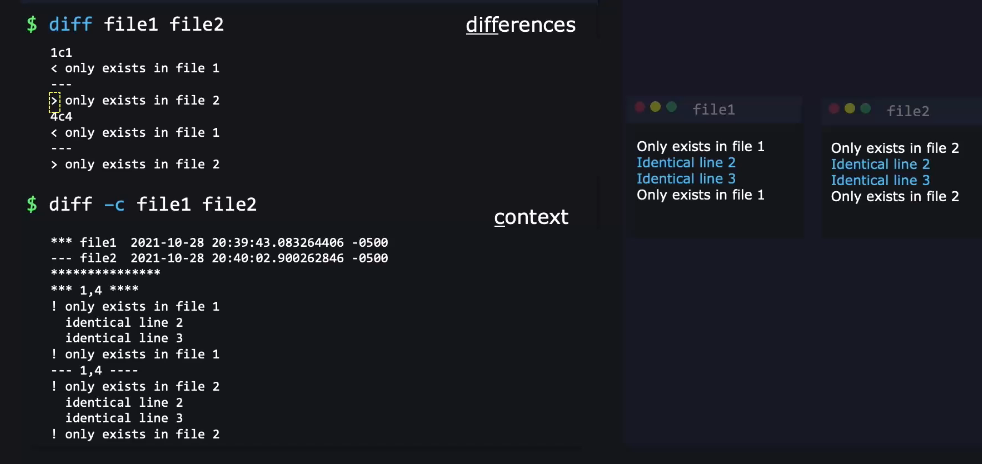 $ diff file1 file2
differences
1c1
< only exists in file 1
---
> only exists in file 2
4c4
< only exists in file 1
---
> only exists in file 2
$ diff -c file1 file2
context
*** file1  2021-10-28 20:39:43.083264406 -0500
--- file2  2021-10-28 20:40:02.900262846 -0500
***************
*** 1,4 ****
! only exists in file 1
  identical line 2
  identical line 3
! only exists in file 1
--- 1,4 ----
! only exists in file 2
  identical line 2
  identical line 3
! only exists in file 2
file1
Only exists in file 1
Identical line 2
Identical line 3
Only exists in file 1
file2
Only exists in file 2
Identical line 2
Identical line 3
Only exists in file 2